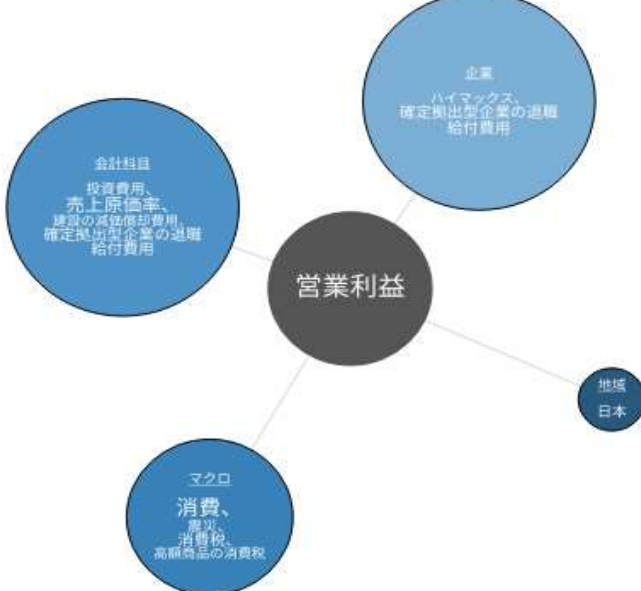 企業
ハイマックス、
確定拠出型企業の退職
給付費用
会計科目
投資費用、
売上原価率、
建設の減価償却費用、
確定拠出型企業の退職
給付費用
営業利益
地域
日本
マクロ
消費、
震災、
消費税、
高額商品の消費税